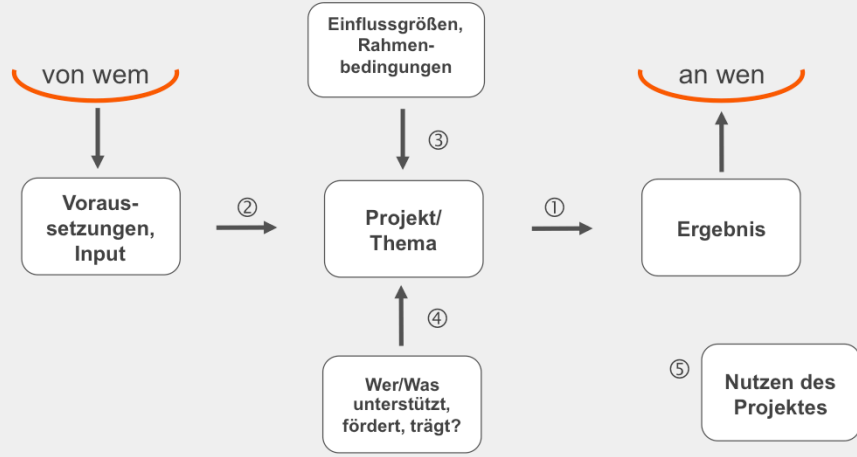 Einflussgrößen,
Rahmen-
bedingungen
von wem
an wen
③
Voraus-
setzungen,
Input
②
Projekt/
Thema
①
Ergebnis
④
Wer/Was
unterstützt,
fördert, trägt?
⑤
Nutzen des
Projektes